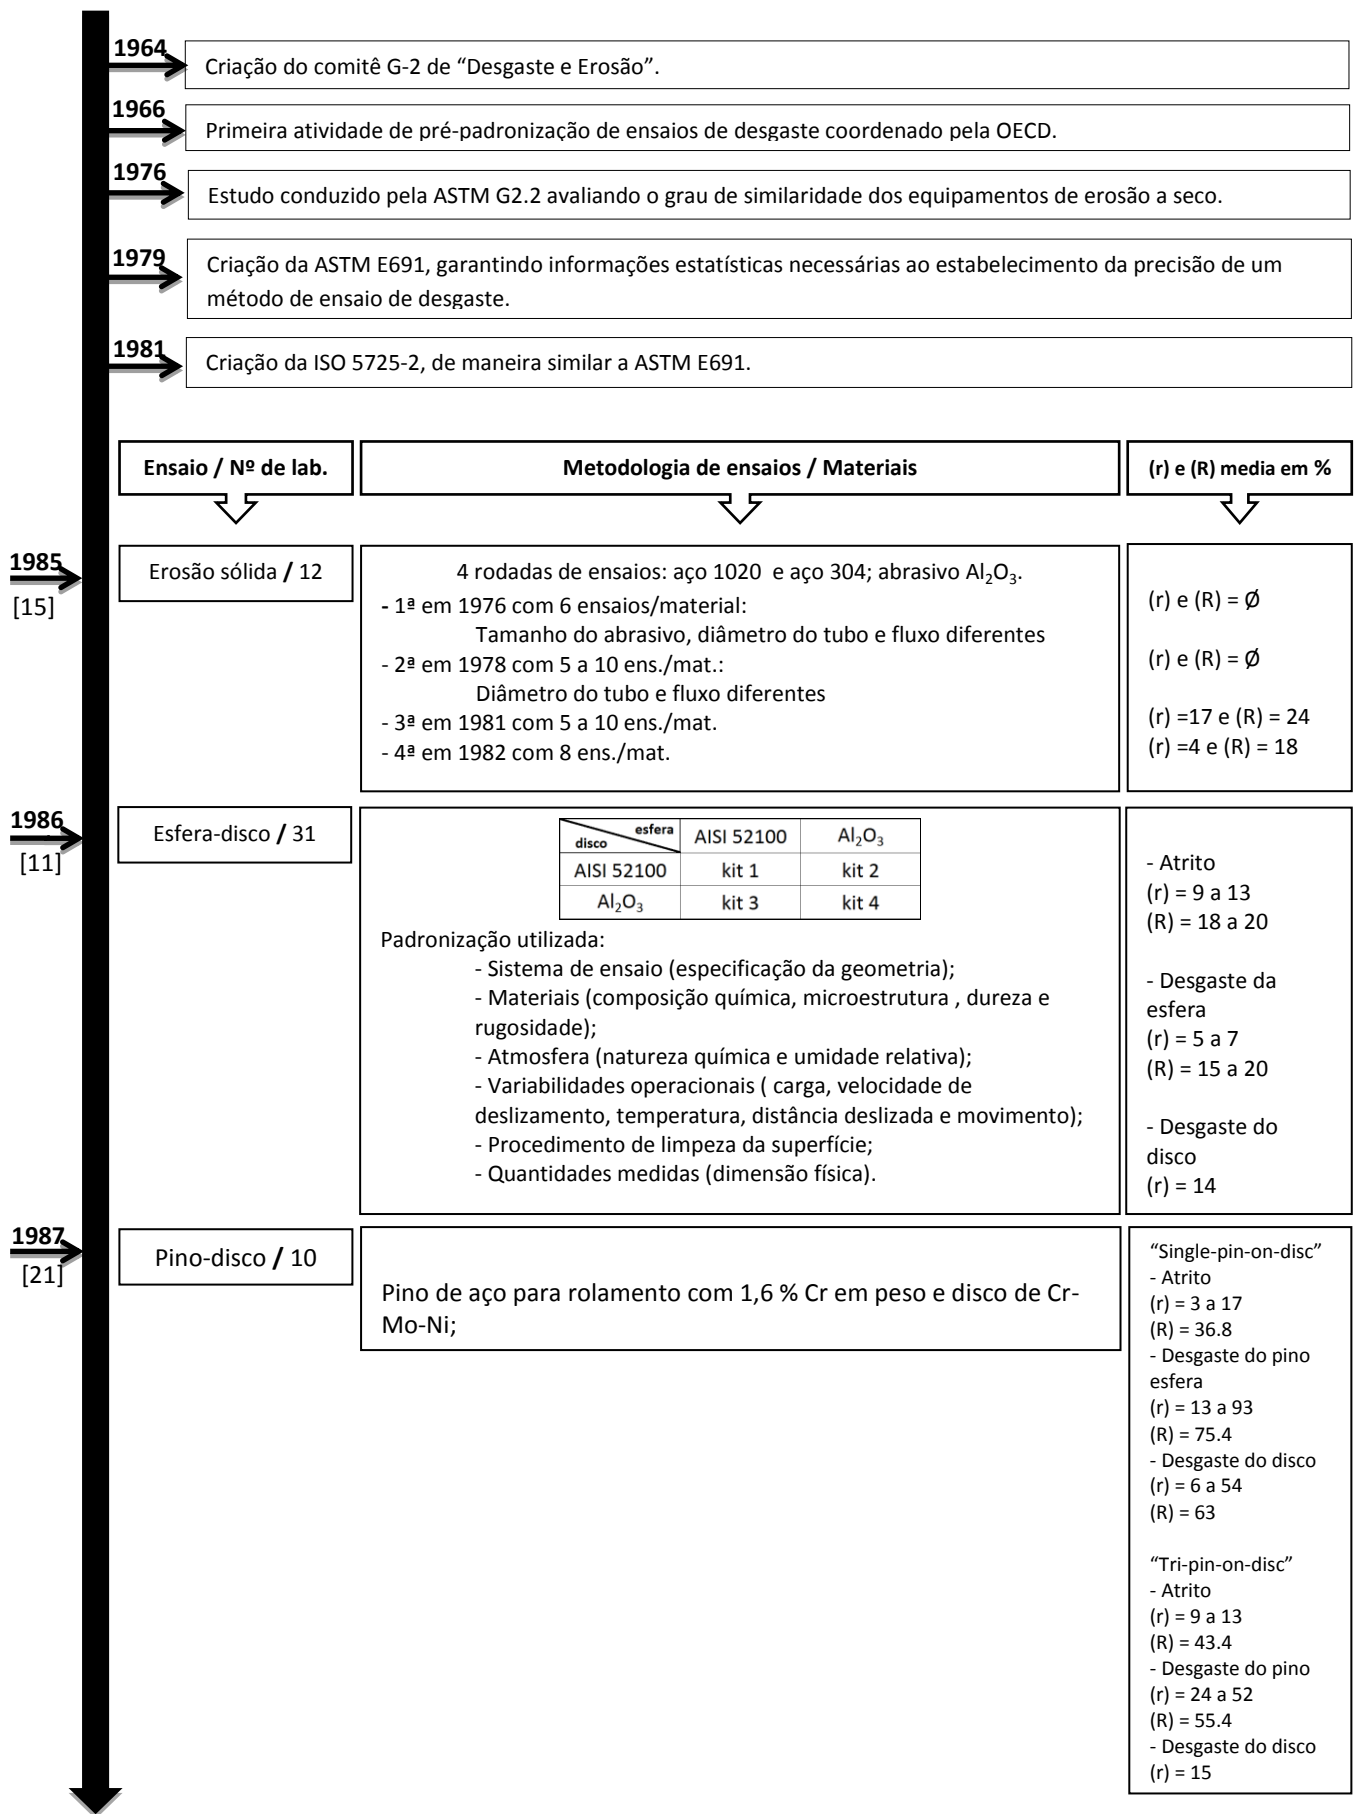 1964
Criação do comitê G-2 de “Desgaste e Erosão”.
1966
Primeira atividade de pré-padronização de ensaios de desgaste coordenado pela OECD.
1976
Estudo conduzido pela ASTM G2.2 avaliando o grau de similaridade dos equipamentos de erosão a seco.
1979
Criação da ASTM E691, garantindo informações estatísticas necessárias ao estabelecimento da precisão de um
método de ensaio de desgaste.
1981
Criação da ISO 5725-2, de maneira similar a ASTM E691.
Ensaio / Nº de lab.
Metodologia de ensaios / Materiais
(r) e (R) media em %
1985
[15]
Erosão sólida / 12
4 rodadas de ensaios: aço 1020 e aço 304; abrasivo Al₂O₃.
- 1ª em 1976 com 6 ensaios/material:
Tamanho do abrasivo, diâmetro do tubo e fluxo diferentes
- 2ª em 1978 com 5 a 10 ens./mat.:
Diâmetro do tubo e fluxo diferentes
- 3ª em 1981 com 5 a 10 ens./mat.
- 4ª em 1982 com 8 ens./mat.
(r) e (R) = Ø
(r) e (R) = Ø
(r) =17 e (R) = 24
(r) =4 e (R) = 18
1986
[11]
Esfera-disco / 31
esfera
disco
AISI 52100
Al₂O₃
AISI 52100 kit 1 kit 2
Al₂O₃ kit 3 kit 4
Padronização utilizada:
- Sistema de ensaio (especificação da geometria);
- Materiais (composição química, microestrutura , dureza e
rugosidade);
- Atmosfera (natureza química e umidade relativa);
- Variabilidades operacionais ( carga, velocidade de
deslizamento, temperatura, distância deslizada e movimento);
- Procedimento de limpeza da superfície;
- Quantidades medidas (dimensão física).
- Atrito
(r) = 9 a 13
(R) = 18 a 20
- Desgaste da
esfera
(r) = 5 a 7
(R) = 15 a 20
- Desgaste do
disco
(r) = 14
1987
[21]
Pino-disco / 10
Pino de aço para rolamento com 1,6 % Cr em peso e disco de Cr-
Mo-Ni;
“Single-pin-on-disc”
- Atrito
(r) = 3 a 17
(R) = 36.8
- Desgaste do pino
esfera
(r) = 13 a 93
(R) = 75.4
- Desgaste do disco
(r) = 6 a 54
(R) = 63
“Tri-pin-on-disc”
- Atrito
(r) = 9 a 13
(R) = 43.4
- Desgaste do pino
(r) = 24 a 52
(R) = 55.4
- Desgaste do disco
(r) = 15